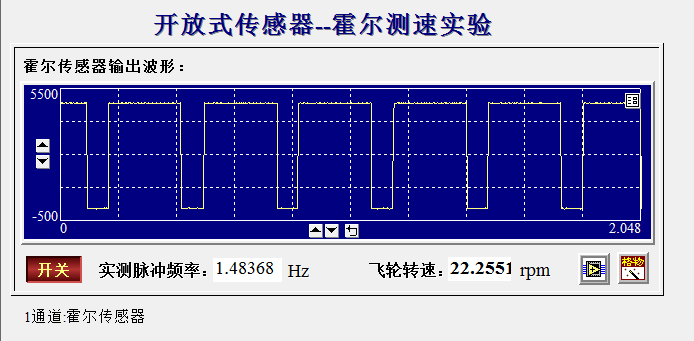 开放式传感器--霍尔测速实验
霍尔传感器输出波形：
5500
-500
0
2.048
开关
实测脉冲频率：1.48368 Hz
飞轮转速：22.2551 rpm
格物
1通道:霍尔传感器